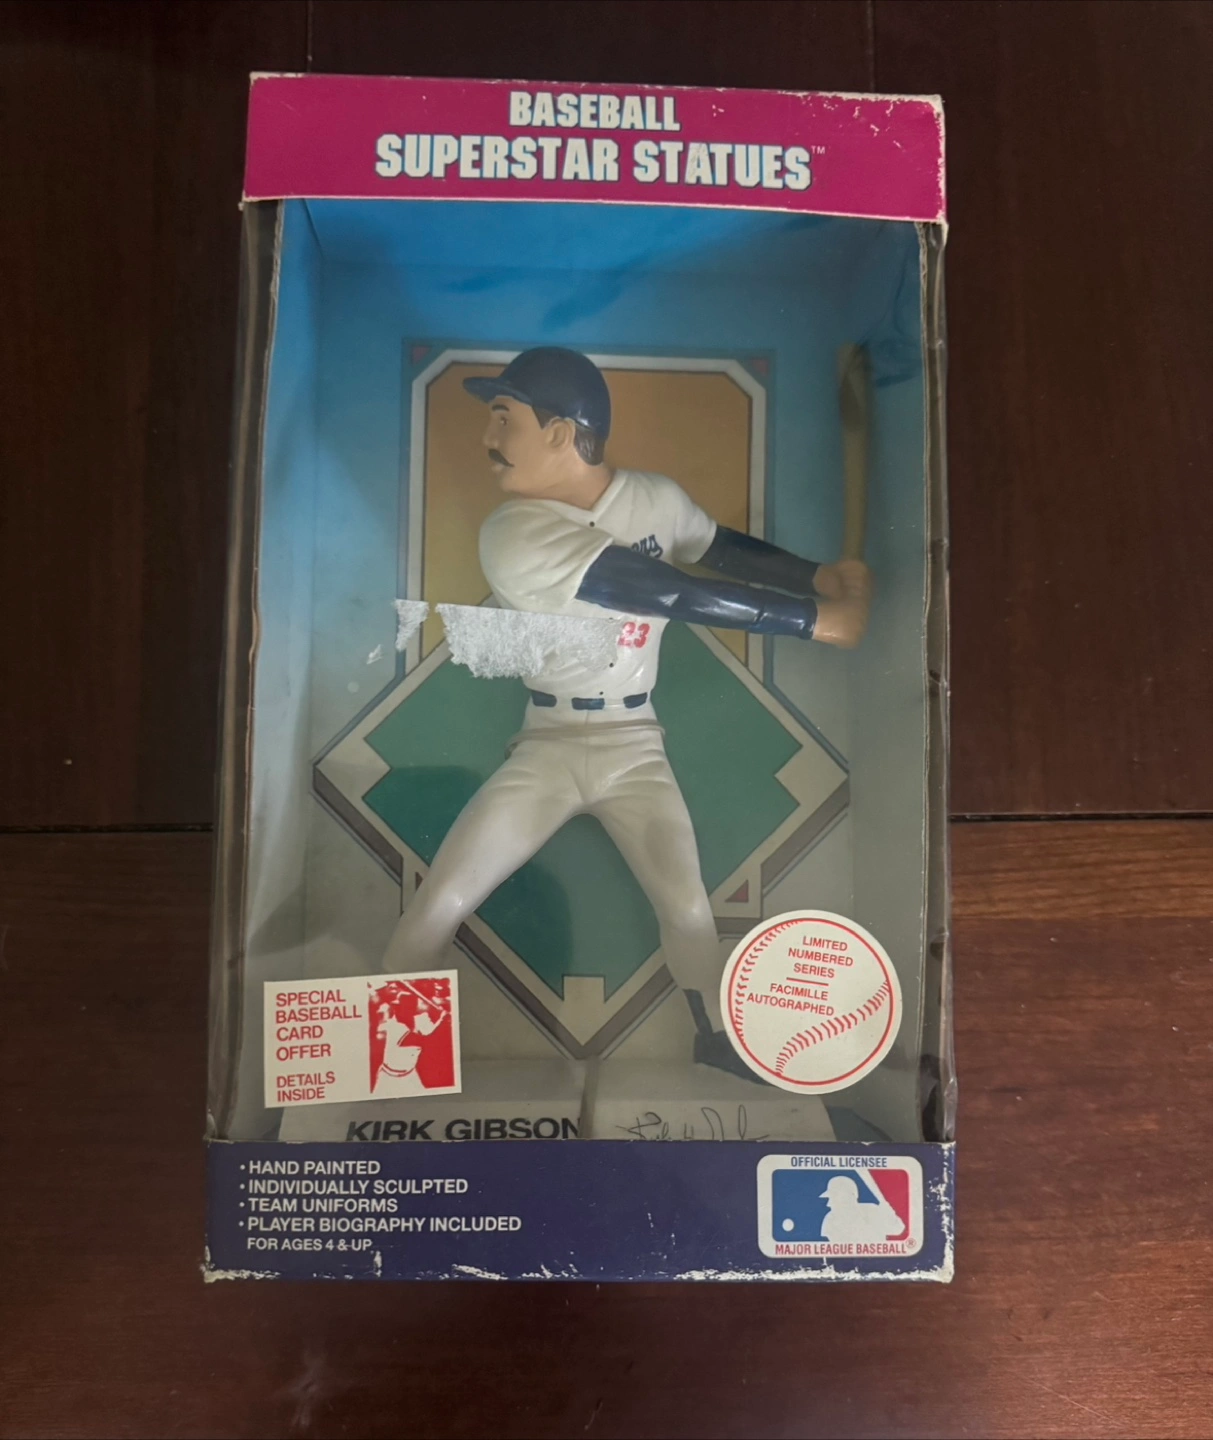 BASEBALL
SUPERSTAR STATUES™
23
SPECIAL
BASEBALL
CARD
OFFER
DETAILS
INSIDE
LIMITED
NUMBERED
SERIES
FACIMILLE
AUTOGRAPHED
KIRK GIBSON
• HAND PAINTED
• INDIVIDUALLY SCULPTED
• TEAM UNIFORMS
• PLAYER BIOGRAPHY INCLUDED
FOR AGES 4 & UP
OFFICIAL LICENSEE
MAJOR LEAGUE BASEBALL®